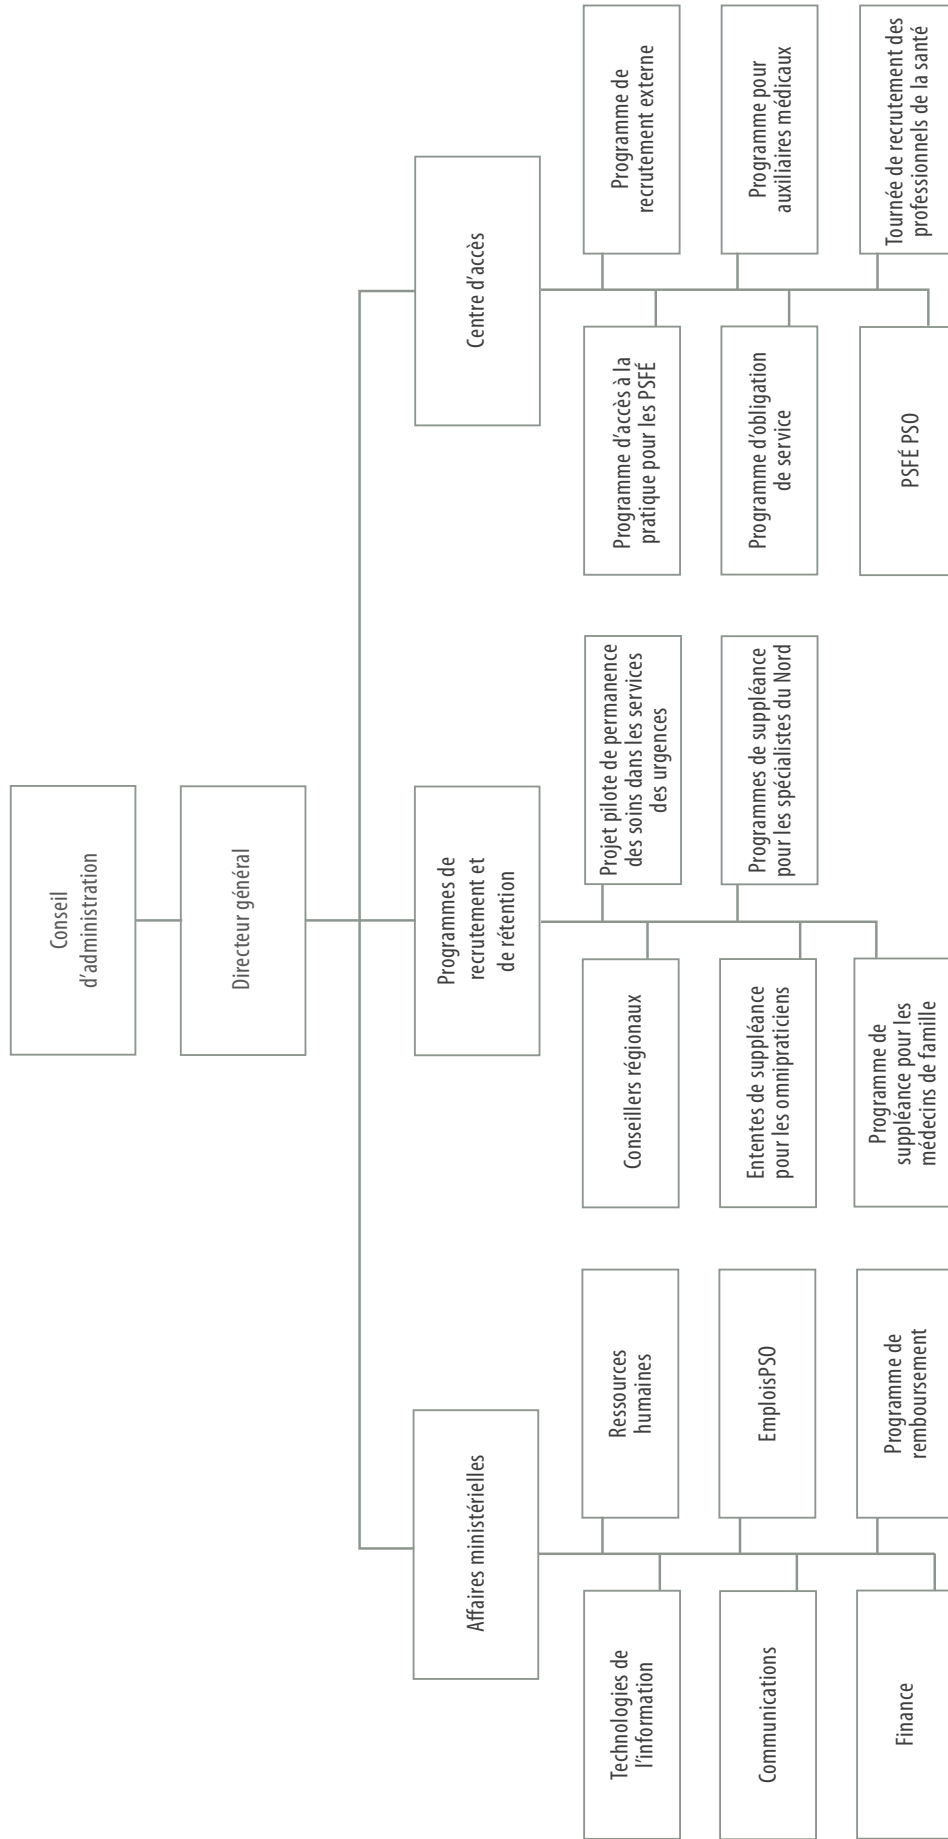 Conseil
d'administration
Directeur général
Affaires ministérielles
Programmes de
recrutement et
de rétention
Centre d'accès
Technologies de
l'information
Ressources
humaines
Communications
EmploisPSO
Finance
Programme de
remboursement
Conseillers régionaux
Projet pilote de permanence
des soins dans les services
des urgences
Ententes de suppléance
pour les omnipraticiens
Programmes de suppléance
pour les spécialistes du Nord
Programme de
suppléance pour les
médecins de famille
Programme d'accès à la
pratique pour les PSFÉ
Programme de
recrutement externe
Programme d'obligation
de service
Programme pour
auxiliaires médicaux
PSFÉ PSO
Tournée de recrutement des
professionnels de la santé